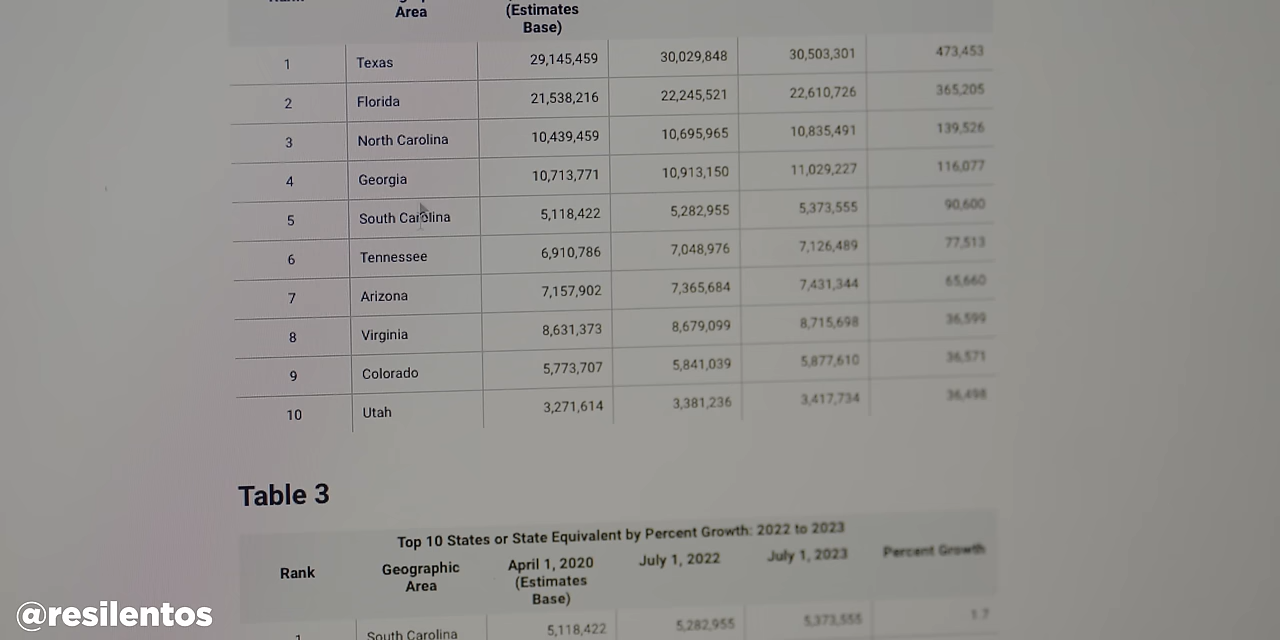 Area
(Estimates
Base)
1 Texas 29,145,459 30,029,848 30,503,301 473,453
2 Florida 21,538,216 22,245,521 22,610,726 365,205
3 North Carolina 10,439,459 10,695,965 10,835,491 139,526
4 Georgia 10,713,771 10,913,150 11,029,227 116,077
5 South Carolina 5,118,422 5,282,955 5,373,555 90,600
6 Tennessee 6,910,786 7,048,976 7,126,489 77,513
7 Arizona 7,157,902 7,365,684 7,431,344 65,660
8 Virginia 8,631,373 8,679,099 8,715,698 36,599
9 Colorado 5,773,707 5,841,039 5,877,610 36,571
10 Utah 3,271,614 3,381,236 3,417,734 36,498
Table 3
Top 10 States or State Equivalent by Percent Growth: 2022 to 2023
Rank Geographic Area April 1, 2020 (Estimates Base) July 1, 2022 July 1, 2023 Percent Growth
1 South Carolina 5,118,422 5,282,955 5,373,555 1.7
@resilentos